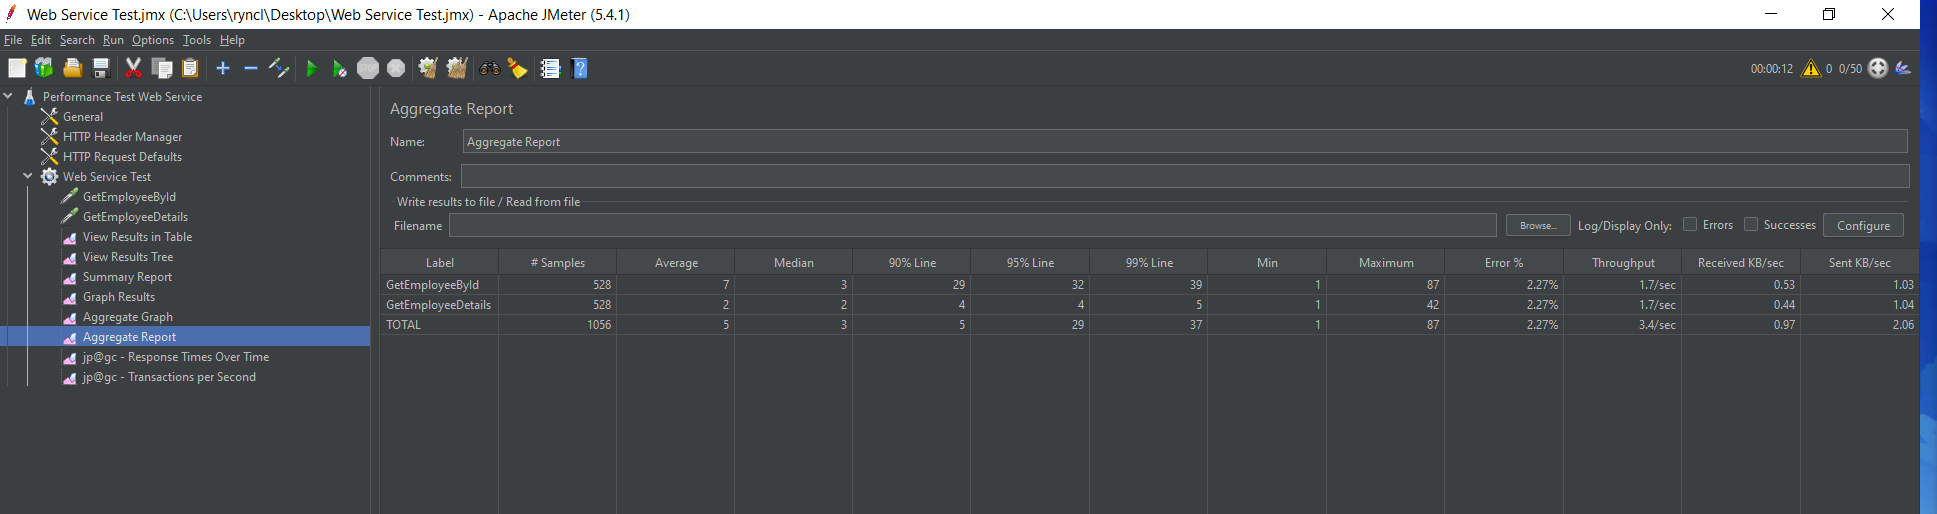 Web Service Test.jmx (C:\Users\ryncl\Desktop\Web Service Test.jmx) - Apache JMeter (5.4.1)
File Edit Search Run Options Tools Help
STOP 00:00:12 0 0/50
Performance Test Web Service
General
HTTP Header Manager
HTTP Request Defaults
Web Service Test
GetEmployeeById
GetEmployeeDetails
View Results in Table
View Results Tree
Summary Report
Graph Results
Aggregate Graph
Aggregate Report
jp@gc - Response Times Over Time
jp@gc - Transactions per Second
Aggregate Report
Name: Aggregate Report
Comments:
Write results to file / Read from file
Filename Browse... Log/Display Only: Errors Successes Configure
Label # Samples Average Median 90% Line 95% Line 99% Line Min Maximum Error % Throughput Received KB/sec Sent KB/sec
GetEmployeeById 528 7 3 29 32 39 1 87 2.27% 1.7/sec 0.53 1.03
GetEmployeeDetails 528 2 2 4 4 5 1 42 2.27% 1.7/sec 0.44 1.04
TOTAL 1056 5 3 5 29 37 1 87 2.27% 3.4/sec 0.97 2.06